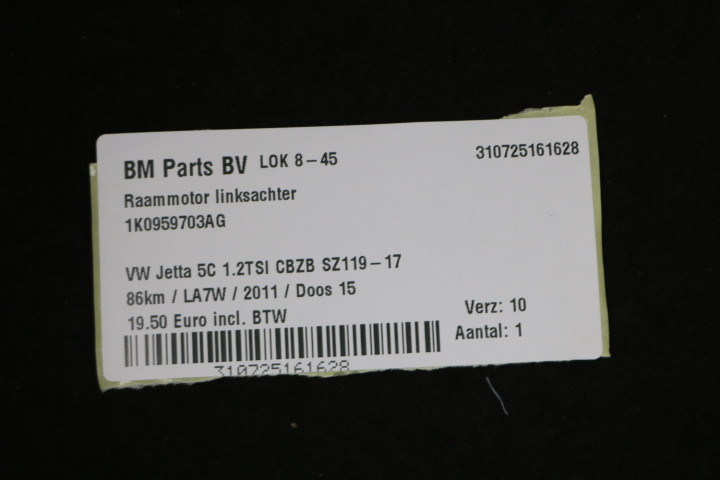 BM Parts BV LOK 8-45 310725161628
Raammotor linksachter
1K0959703AG
VW Jetta 5C 1.2TSI CBZB SZ119-17
86km / LA7W / 2011 / Doos 15
19.50 Euro incl. BTW
Verz: 10
Aantal: 1
310725161628